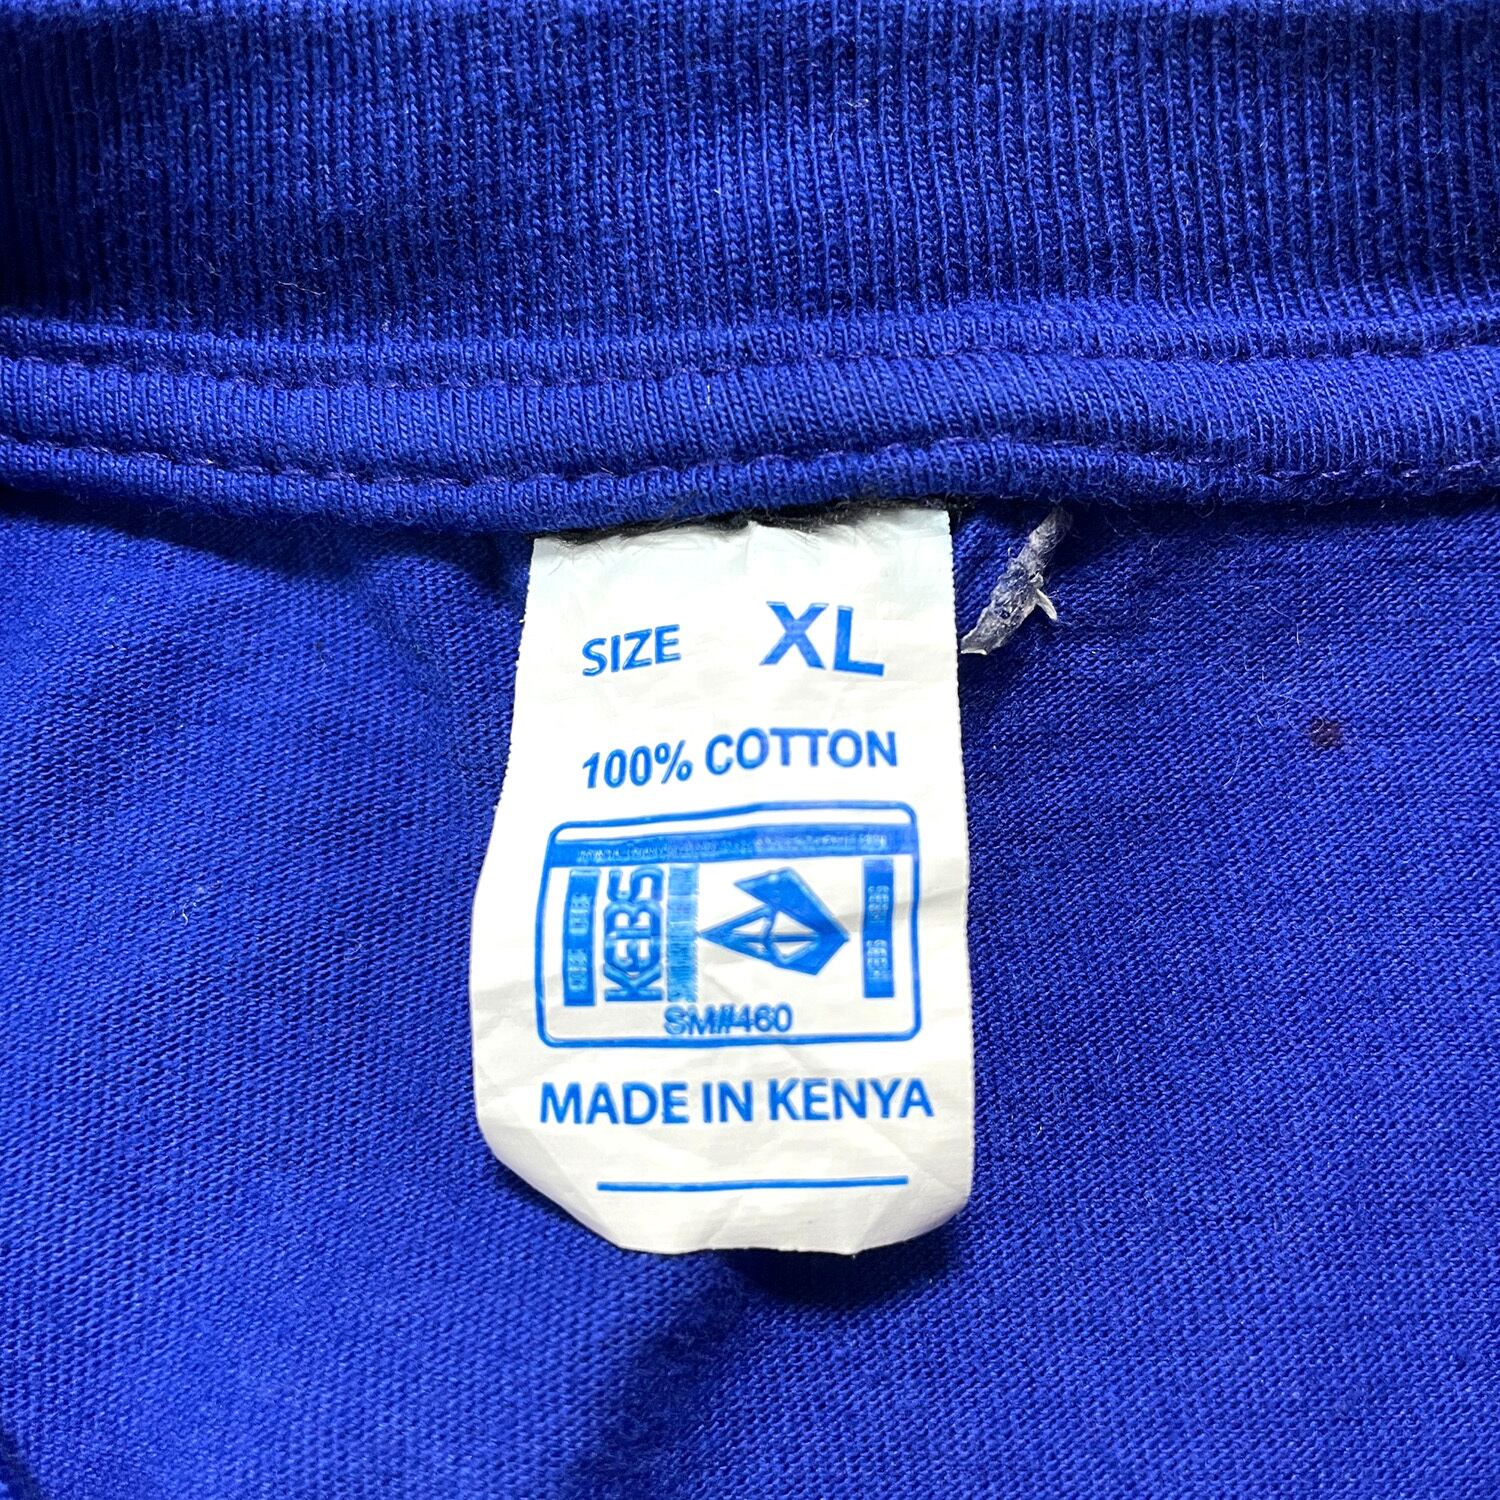 SIZE XL
100% COTTON
KEBS
SM#460
MADE IN KENYA